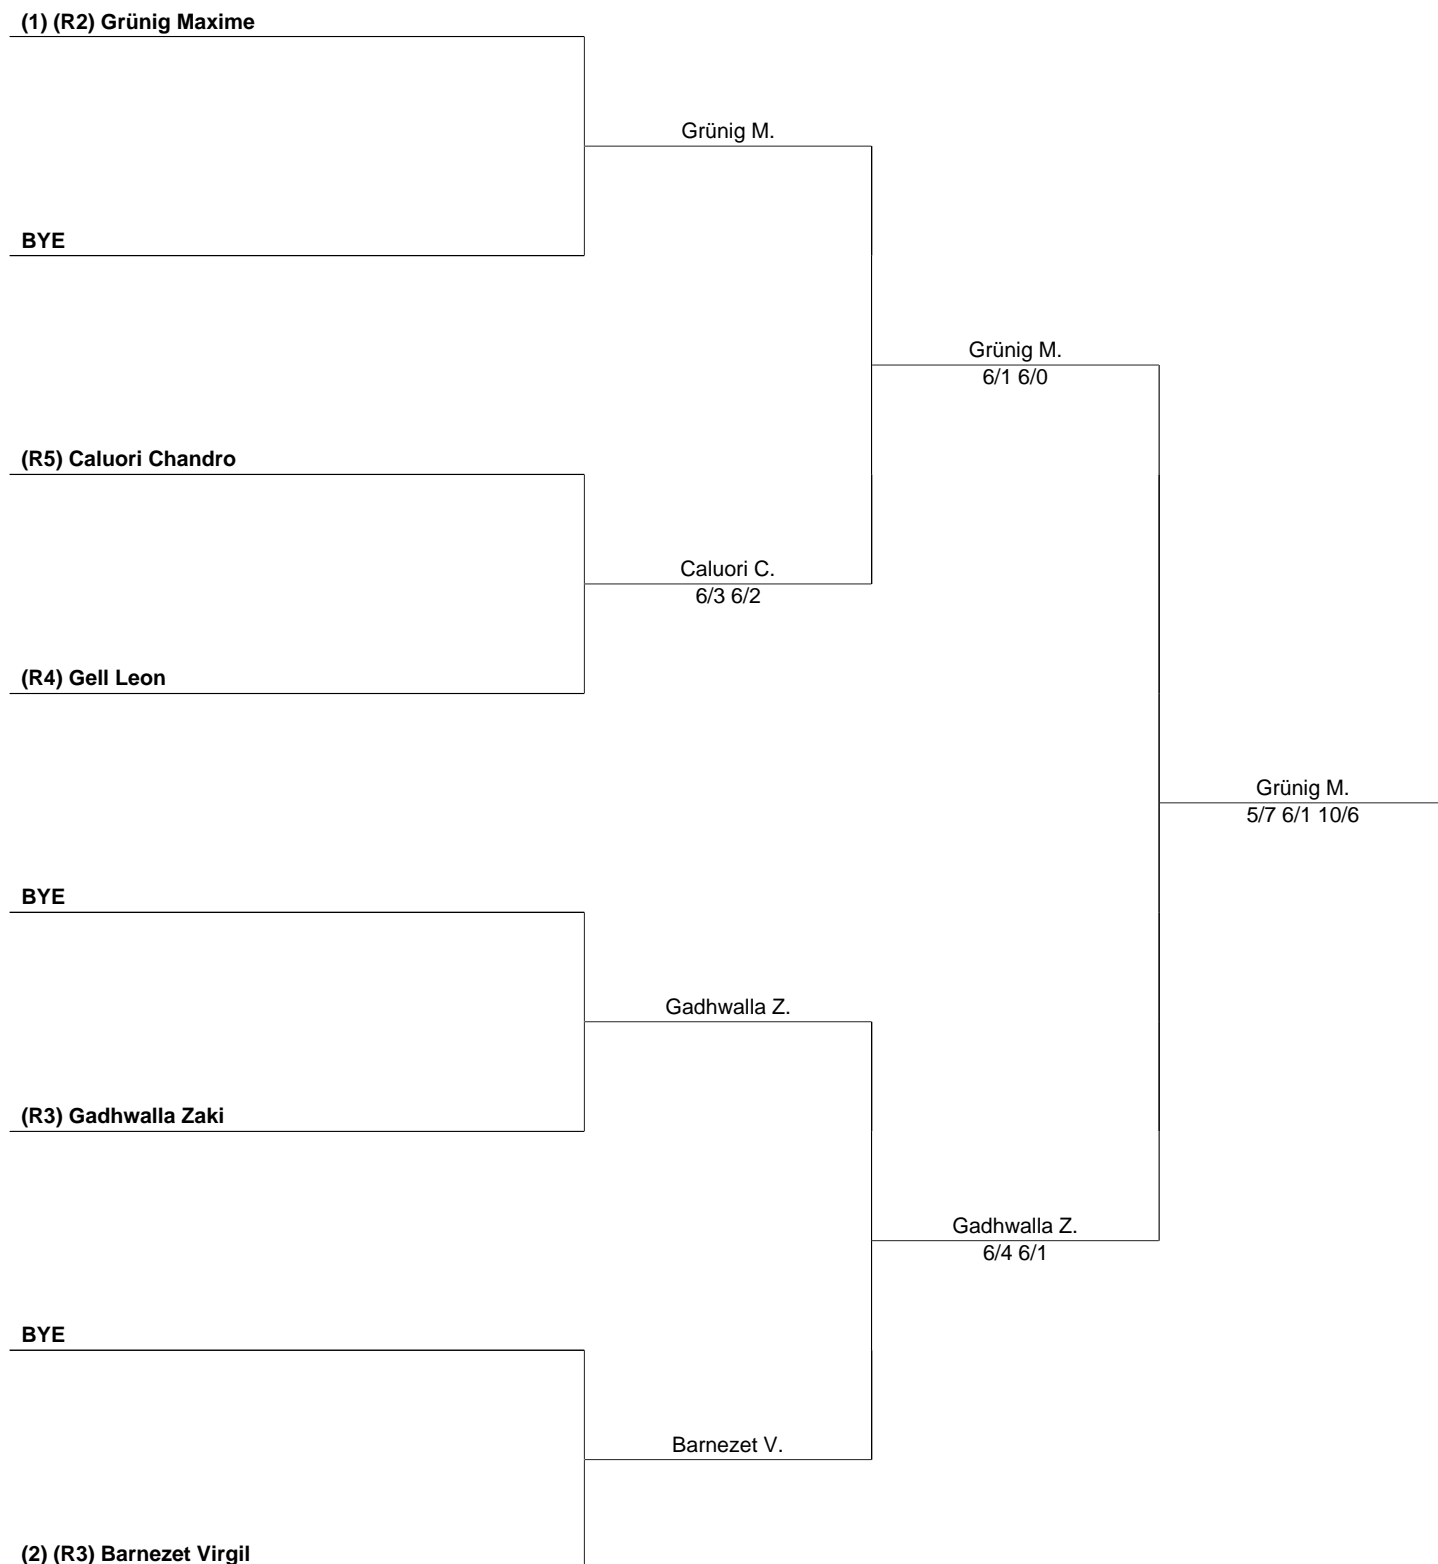 (1) (R2) Grünig Maxime
Grünig M.
BYE
Grünig M.
6/1 6/0
(R5) Caluori Chandro
Caluori C.
6/3 6/2
(R4) Gell Leon
Grünig M.
5/7 6/1 10/6
BYE
Gadhwalla Z.
(R3) Gadhwalla Zaki
Gadhwalla Z.
6/4 6/1
BYE
Barnezet V.
(2) (R3) Barnezet Virgil